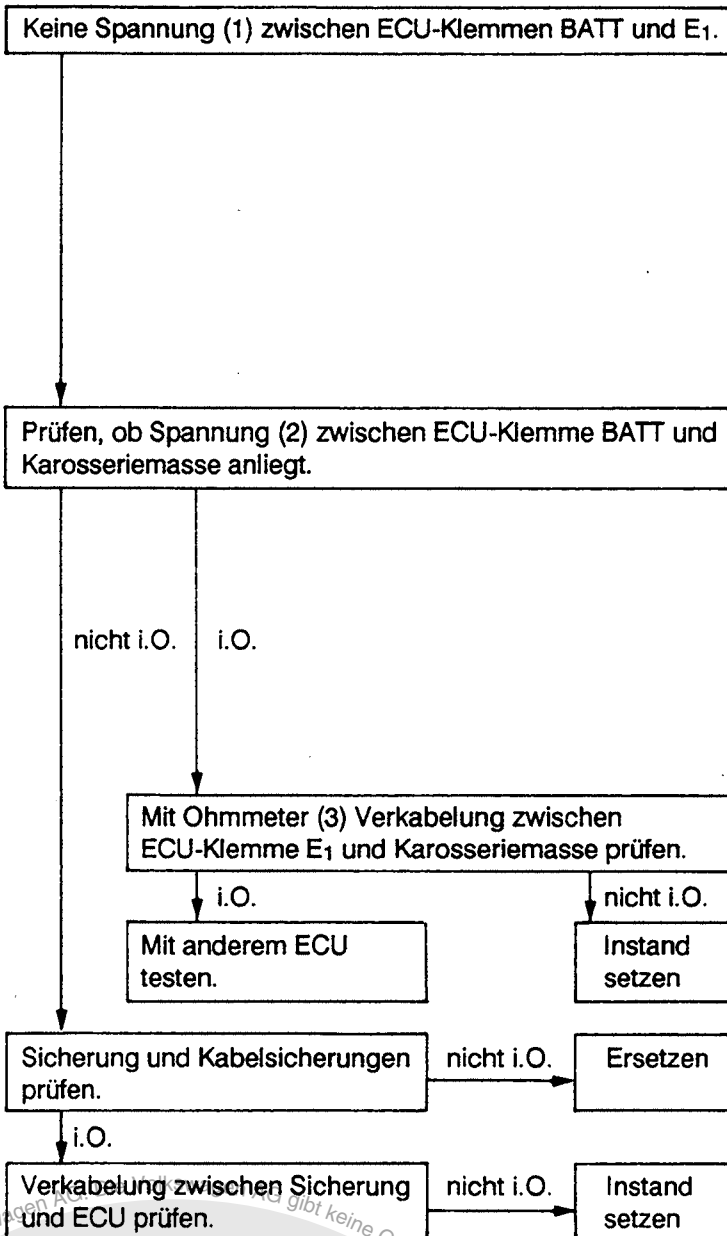 Keine Spannung (1) zwischen ECU-Klemmen BATT und E1.
Prüfen, ob Spannung (2) zwischen ECU-Klemme BATT und
Karosseriemasse anliegt.
nicht i.O.
i.O.
Mit Ohmmeter (3) Verkabelung zwischen
ECU-Klemme E1 und Karosseriemasse prüfen.
i.O.
nicht i.O.
Mit anderem ECU
testen.
Instand
setzen
Sicherung und Kabelsicherungen
prüfen.
nicht i.O.
Ersetzen
i.O.
Verkabelung zwischen Sicherung
und ECU prüfen.
nicht i.O.
Instand
setzen
gibt keine